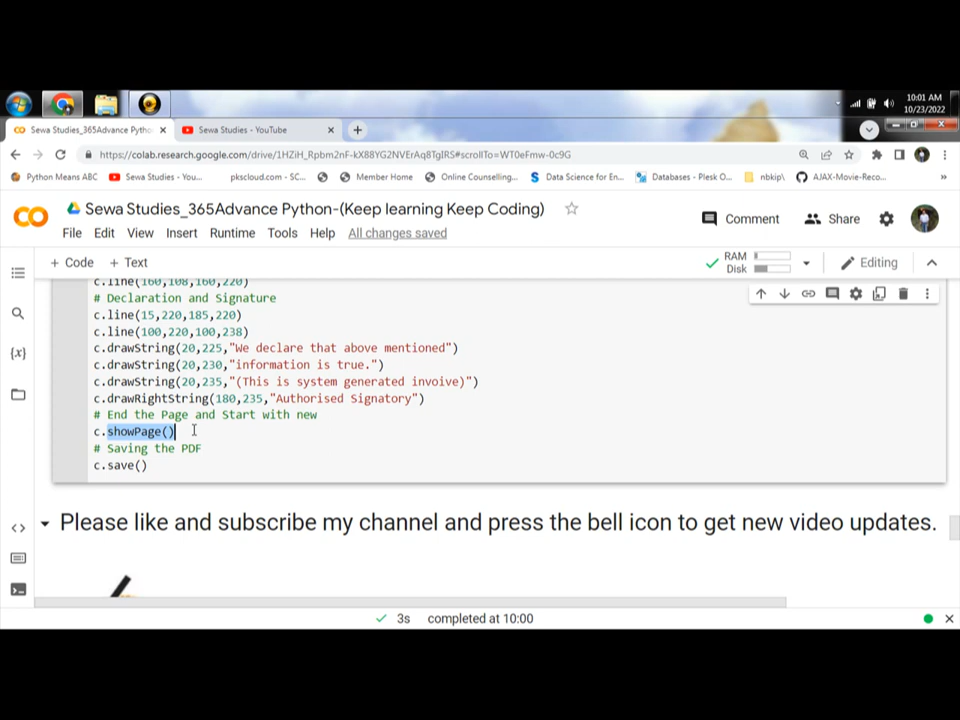 10:01 AM
10/23/2022
Sewa Studies_365Advance Pytho
Sewa Studies - YouTube
https://colab.research.google.com/drive/1HZiH_Rpbm2nF-kX88YG2NVErAq8TgIRS#scrollTo=WT0eFmw-0c9G
Python Means ABC
Sewa Studies - You...
pkscloud.com - SC...
Member Home
Online Counselling...
Data Science for En...
Databases - Plesk O...
nbkip\
AJAX-Movie-Reco...
»
CO
Sewa Studies_365Advance Python-(Keep learning Keep Coding)
Comment
Share
File Edit View Insert Runtime Tools Help All changes saved
+ Code + Text
RAM
Disk
Editing
c.line(160,108,160,220)
# Declaration and Signature
c.line(15,220,185,220)
c.line(100,220,100,238)
c.drawString(20,225,"We declare that above mentioned")
c.drawString(20,230,"information is true.")
c.drawString(20,235,"(This is system generated invoive)")
c.drawRightString(180,235,"Authorised Signatory")
# End the Page and Start with new
c.showPage()
# Saving the PDF
c.save()
{x}
Please like and subscribe my channel and press the bell icon to get new video updates.
3s completed at 10:00